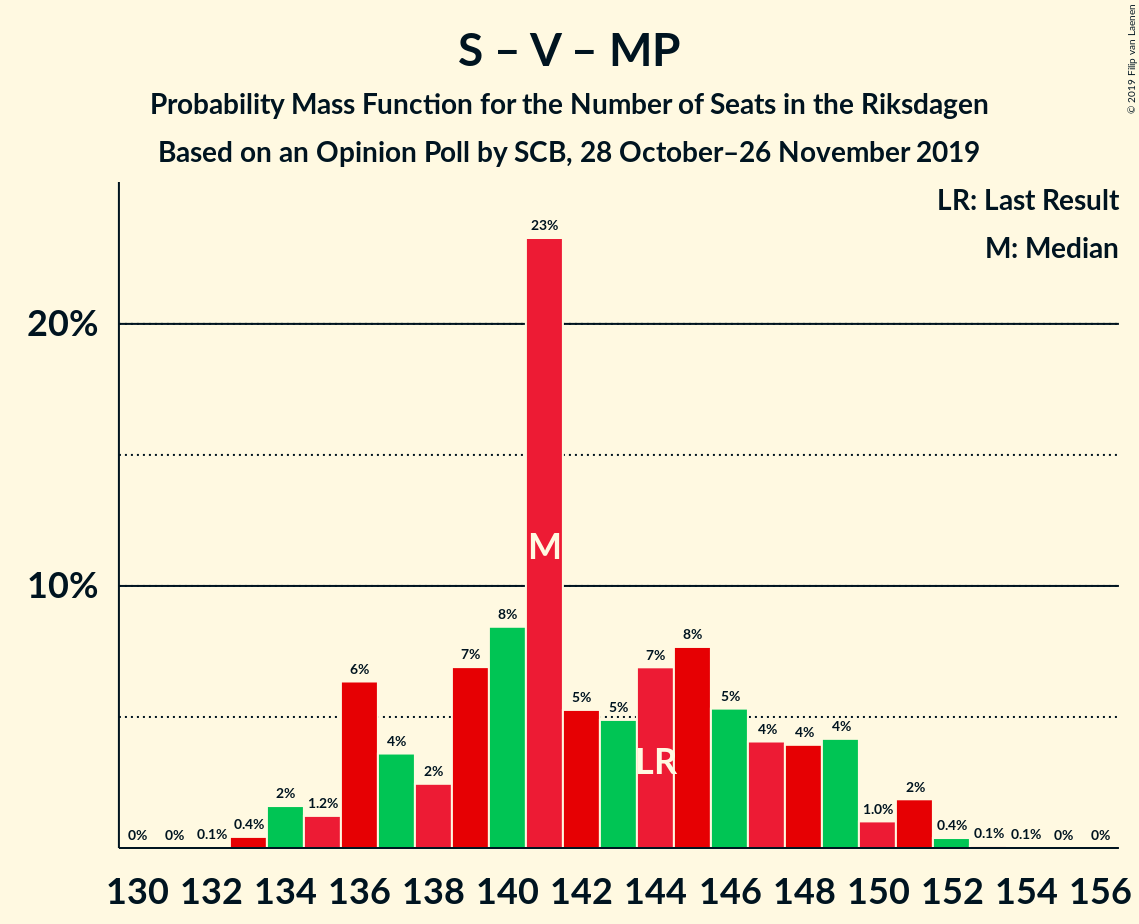 S – V – MP
Probability Mass Function for the Number of Seats in the Riksdagen
Based on an Opinion Poll by SCB, 28 October–26 November 2019
© 2019 Filip van Laenen
LR: Last Result
M: Median
20%
10%
0% 0% 0.1% 0.4% 2% 1.2% 6% 4% 2% 7% 8% 23% 5% 5% 7% 8% 5% 4% 4% 4% 1.0% 2% 0.4% 0.1% 0.1% 0% 0%
M
LR
130 132 134 136 138 140 142 144 146 148 150 152 154 156